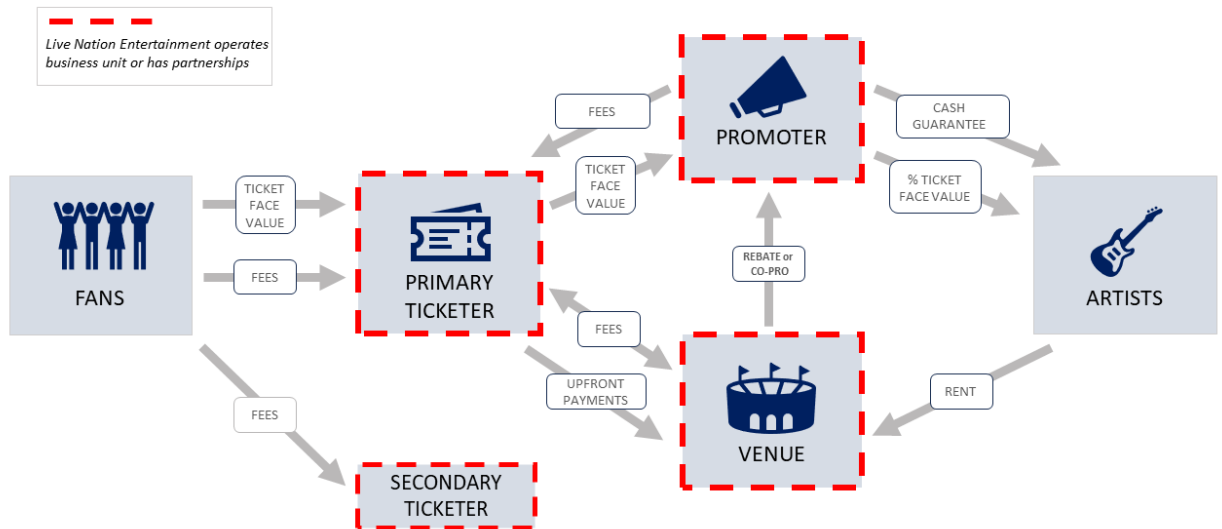 Live Nation Entertainment operates
business unit or has partnerships
FEES
PROMOTER
CASH
GUARANTEE
TICKET
FACE
VALUE
TICKET
FACE
VALUE
% TICKET
FACE VALUE
FANS
FEES
PRIMARY
TICKETER
REBATE or
CO-PRO
ARTISTS
FEES
UPFRONT
PAYMENTS
VENUE
RENT
FEES
SECONDARY
TICKETER